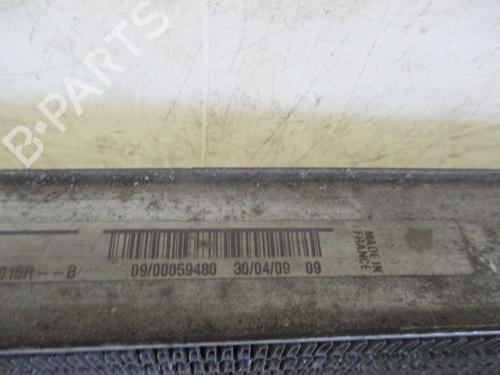 B-PARTS
015R--B
09/00059480 30/04/09 09
MADE IN
FRANCE